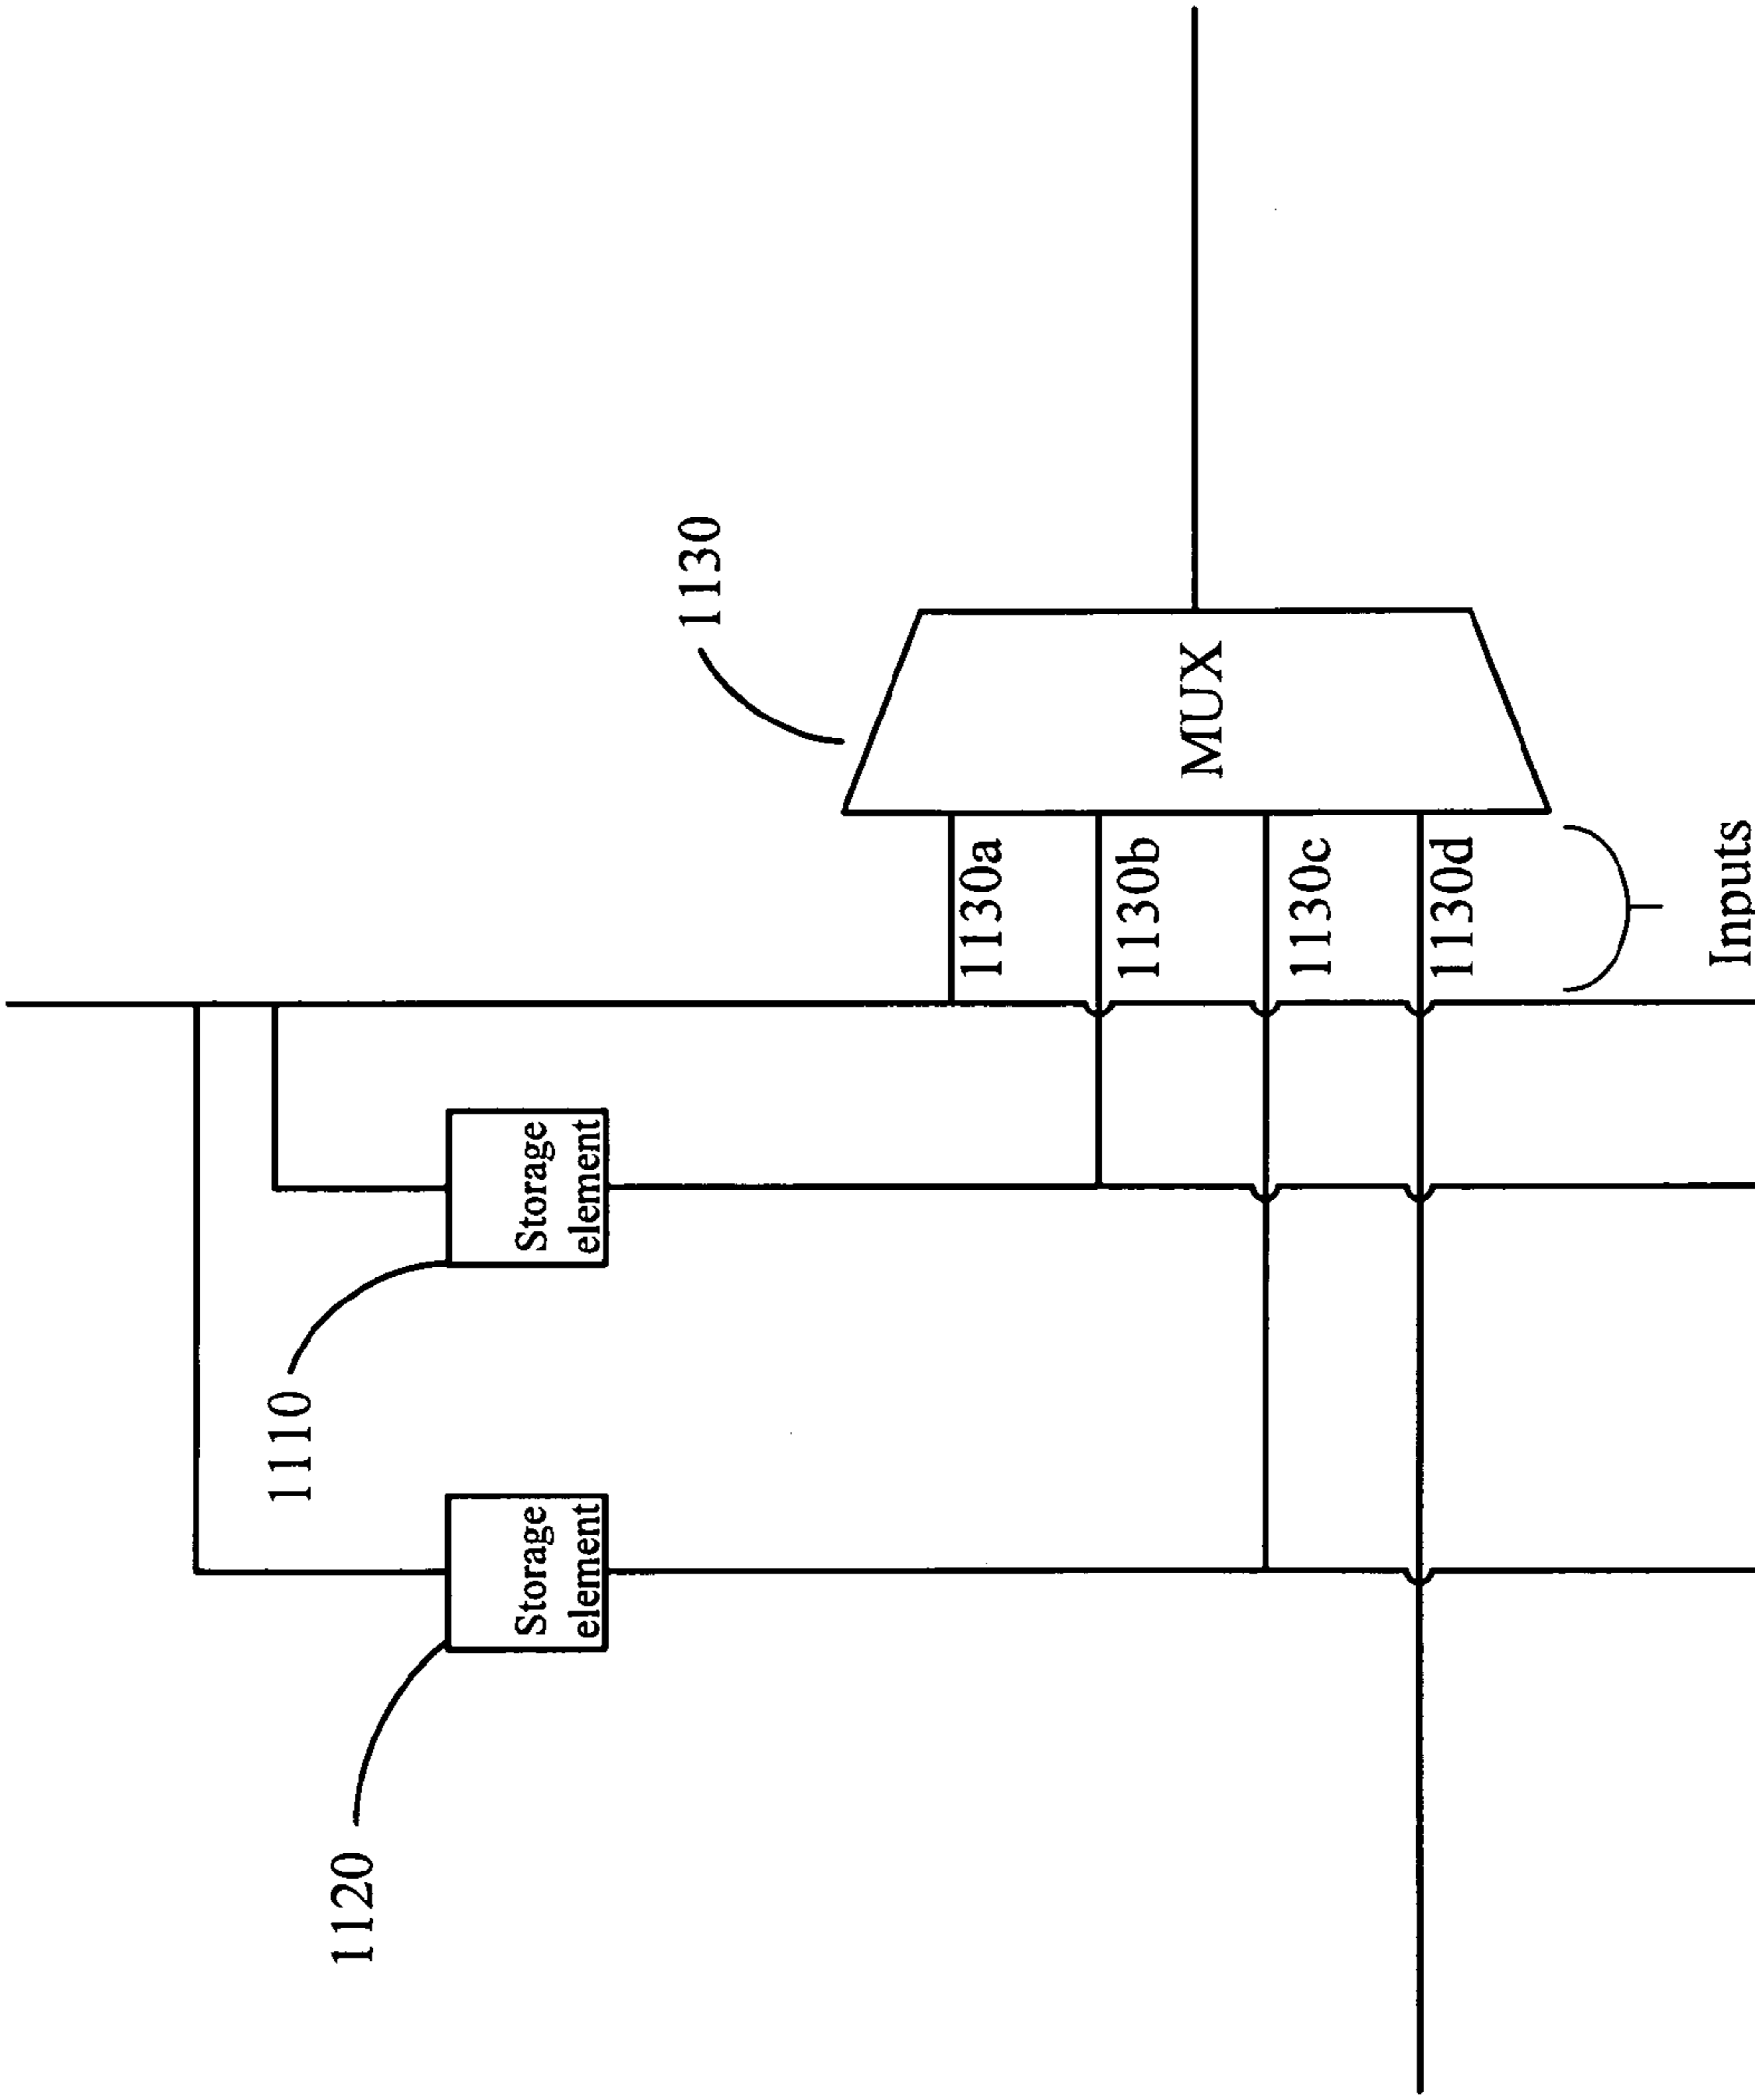 1130
MUX
1130a
1130b
1130c
1130d
Inputs
Storage
element
1110
Storage
element
1120